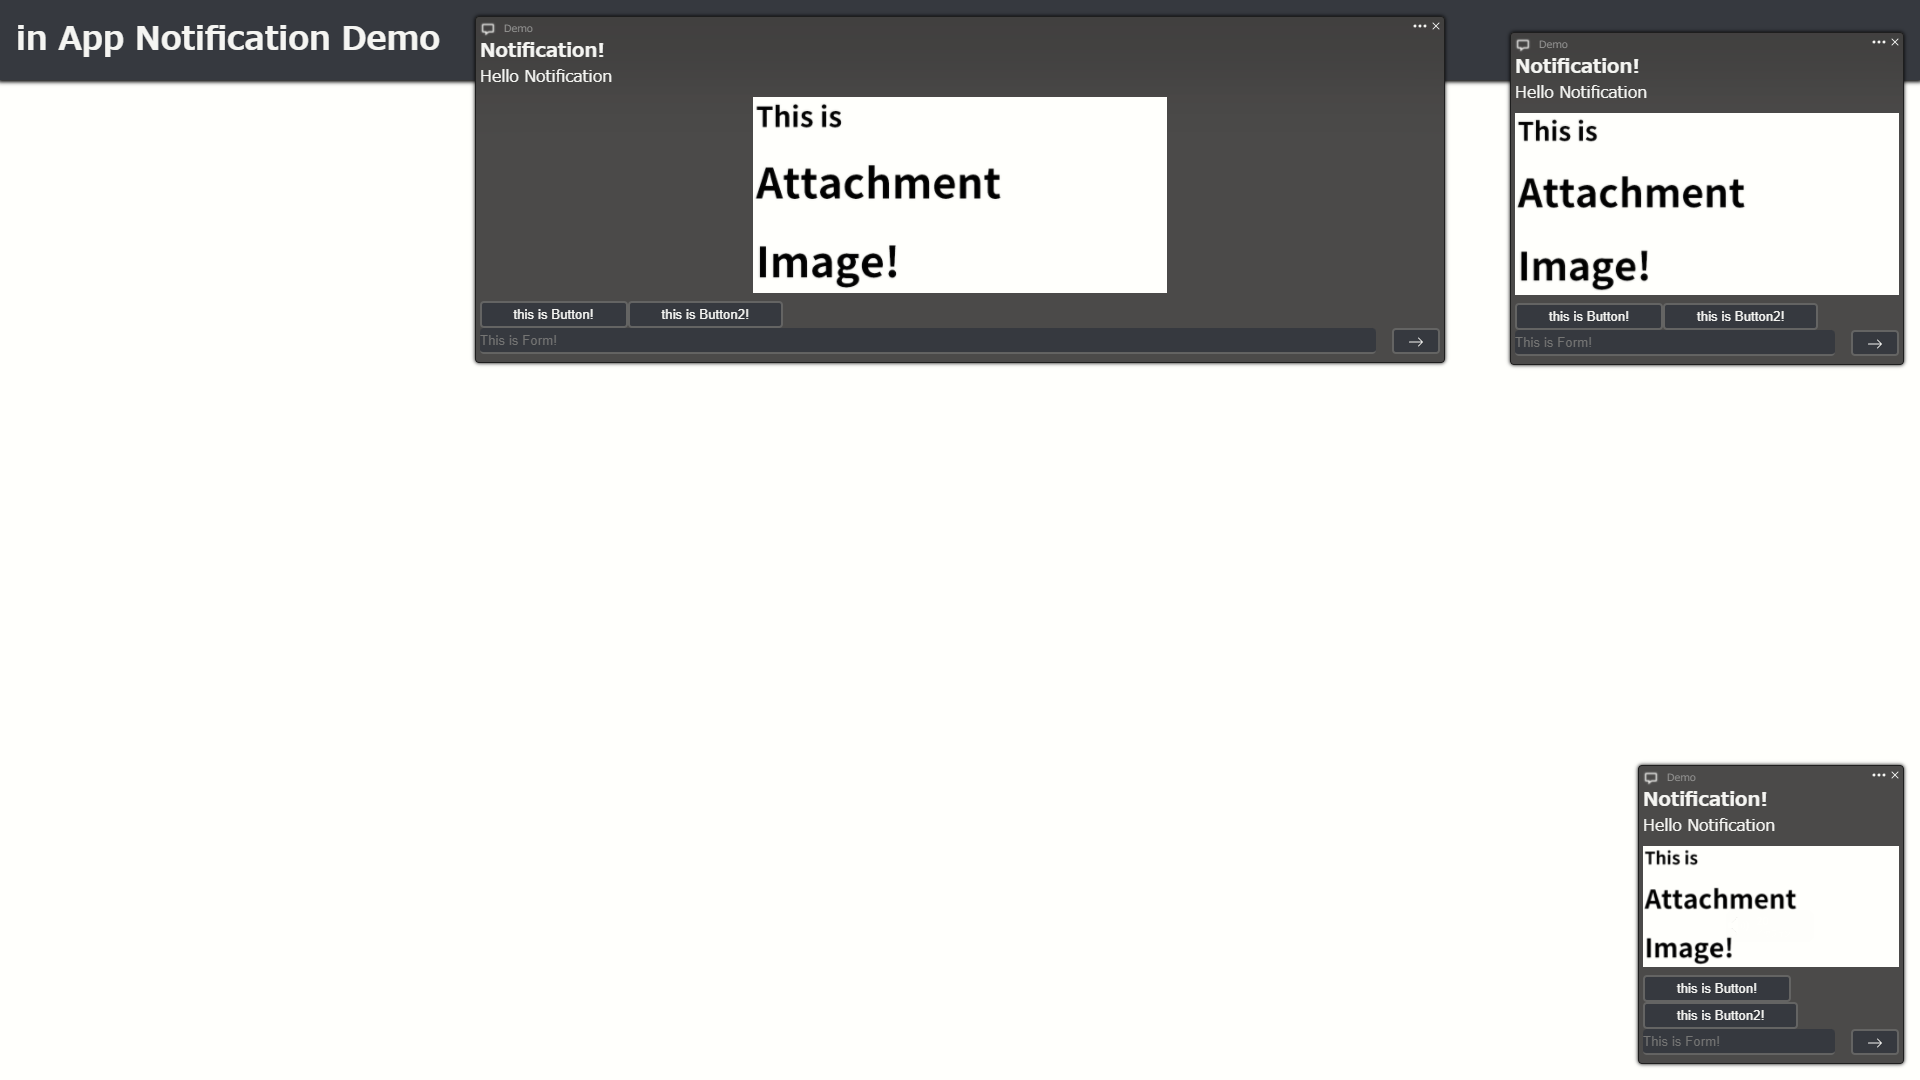 in App Notification Demo
Demo
Notification!
Hello Notification
This is
Attachment
Image!
this is Button! this is Button2!
This is Form!
Demo
Notification!
Hello Notification
This is
Attachment
Image!
this is Button! this is Button2!
This is Form!
Demo
Notification!
Hello Notification
This is
Attachment
Image!
this is Button!
this is Button2!
This is Form!